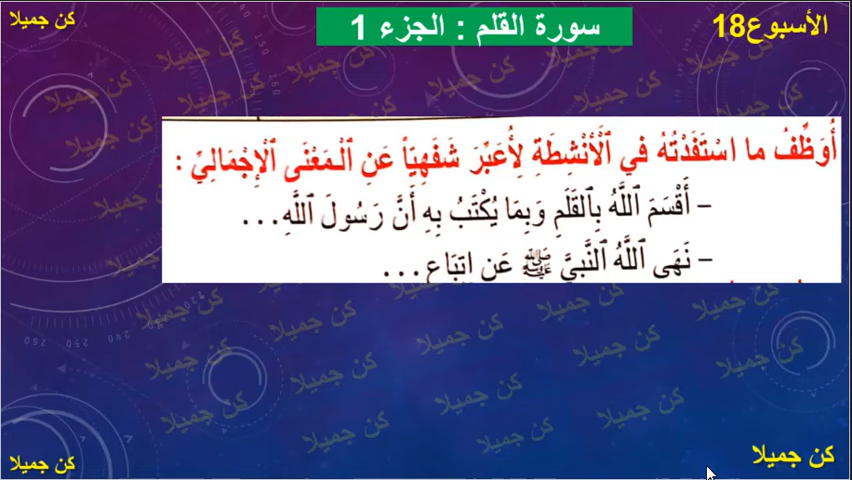 كن جميلا
سورة القلم : الجزء 1
الأسبوع18
أُوَظِّفُ ما اسْتَفَدْتُهُ في ٱلْأَنْشِطَةِ لِأُعَبِّرَ شَفَهِيّاً عَنِ ٱلْمَعْنَى ٱلْإِجْمَالِيِّ :
– أَقْسَمَ ٱللَّهُ بِٱلْقَلَمِ وَبِمَا يُكْتَبُ بِهِ أَنَّ رَسُولَ ٱللَّهِ...
– نَهَى ٱللَّهُ ٱلنَّبِيَّ ﷺ عَنِ اتِبَاعِ ...
كن جميلا
كن جميلا